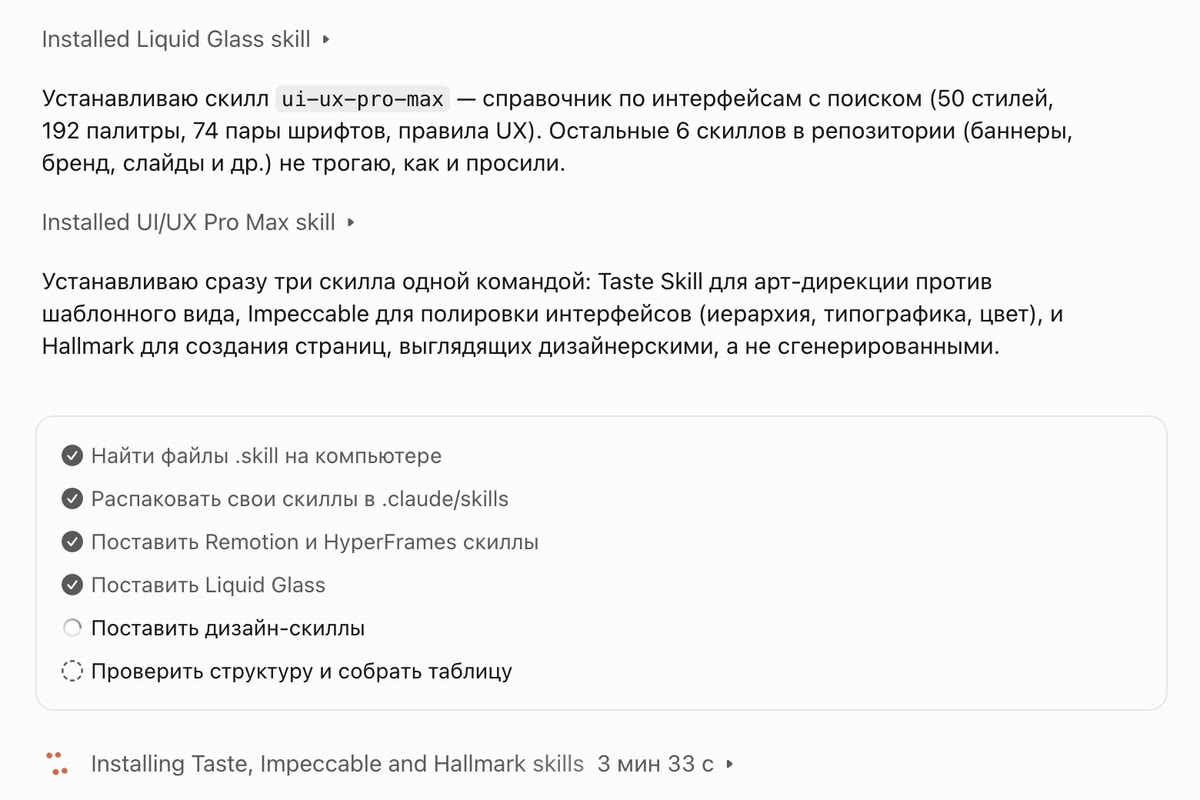 Installed Liquid Glass skill
Устанавливаю скилл ui-ux-pro-max — справочник по интерфейсам с поиском (50 стилей,
192 палитры, 74 пары шрифтов, правила UX). Остальные 6 скиллов в репозитории (баннеры,
бренд, слайды и др.) не трогаю, как и просили.
Installed UI/UX Pro Max skill
Устанавливаю сразу три скилла одной командой: Taste Skill для арт-дирекции против
шаблонного вида, Impeccable для полировки интерфейсов (иерархия, типографика, цвет), и
Hallmark для создания страниц, выглядящих дизайнерскими, а не сгенерированными.
Найти файлы .skill на компьютере
Распаковать свои скиллы в .claude/skills
Поставить Remotion и HyperFrames скиллы
Поставить Liquid Glass
Поставить дизайн-скиллы
Проверить структуру и собрать таблицу
Installing Taste, Impeccable and Hallmark skills 3 мин 33 с